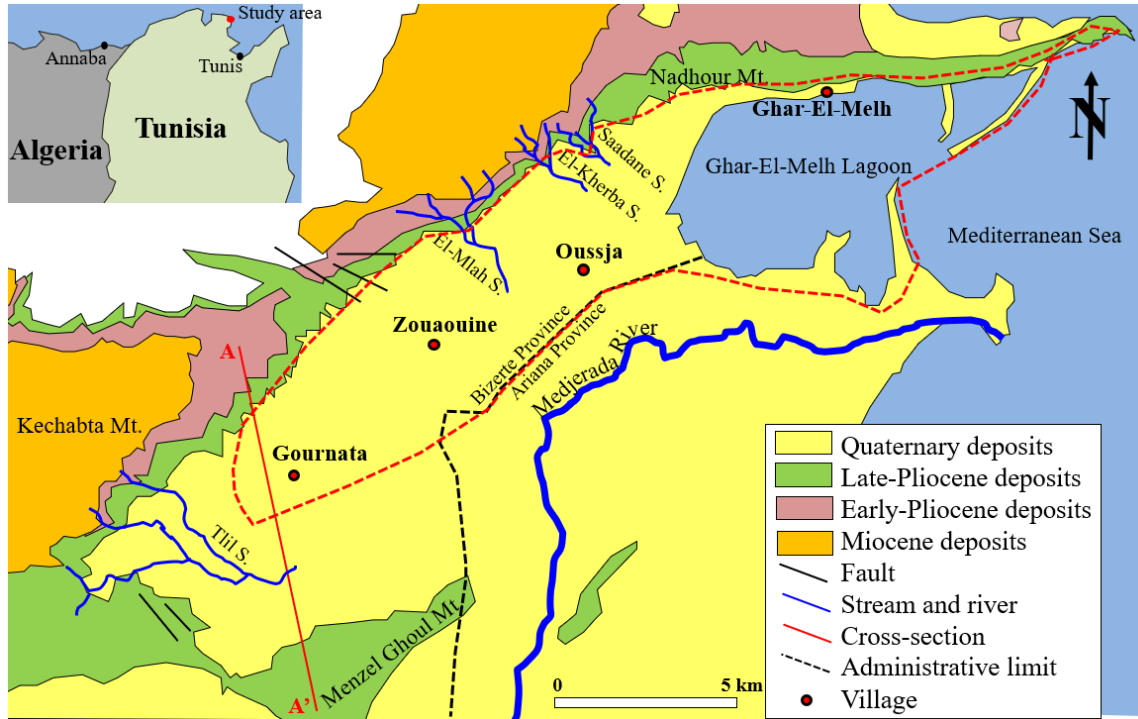 Study area
Annaba
Tunis
Tunisia
Algeria
Nadhour Mt.
Ghar-El-Melh
N
Saadane S.
El-Kherba S.
Ghar-El-Melh Lagoon
Mediterranean Sea
El-Mlah S.
Oussja
Zouaouine
Bizerte Province
Ariana Province
Medjerada River
A
Kechabta Mt.
Gournata
Tlil S.
Menzel Ghoul Mt.
A’
0 5 km
Quaternary deposits
Late-Pliocene deposits
Early-Pliocene deposits
Miocene deposits
Fault
Stream and river
Cross-section
Administrative limit
Village